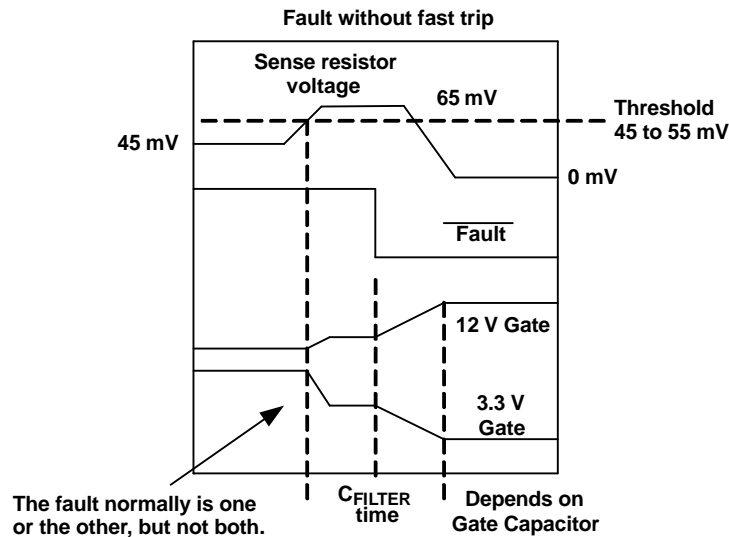 Fault without fast trip
Sense resistor
voltage
65 mV
Threshold
45 to 55 mV
45 mV
0 mV
Fault
12 V Gate
3.3 V
Gate
The fault normally is one
or the other, but not both.
CFILTER
time
Depends on
Gate Capacitor